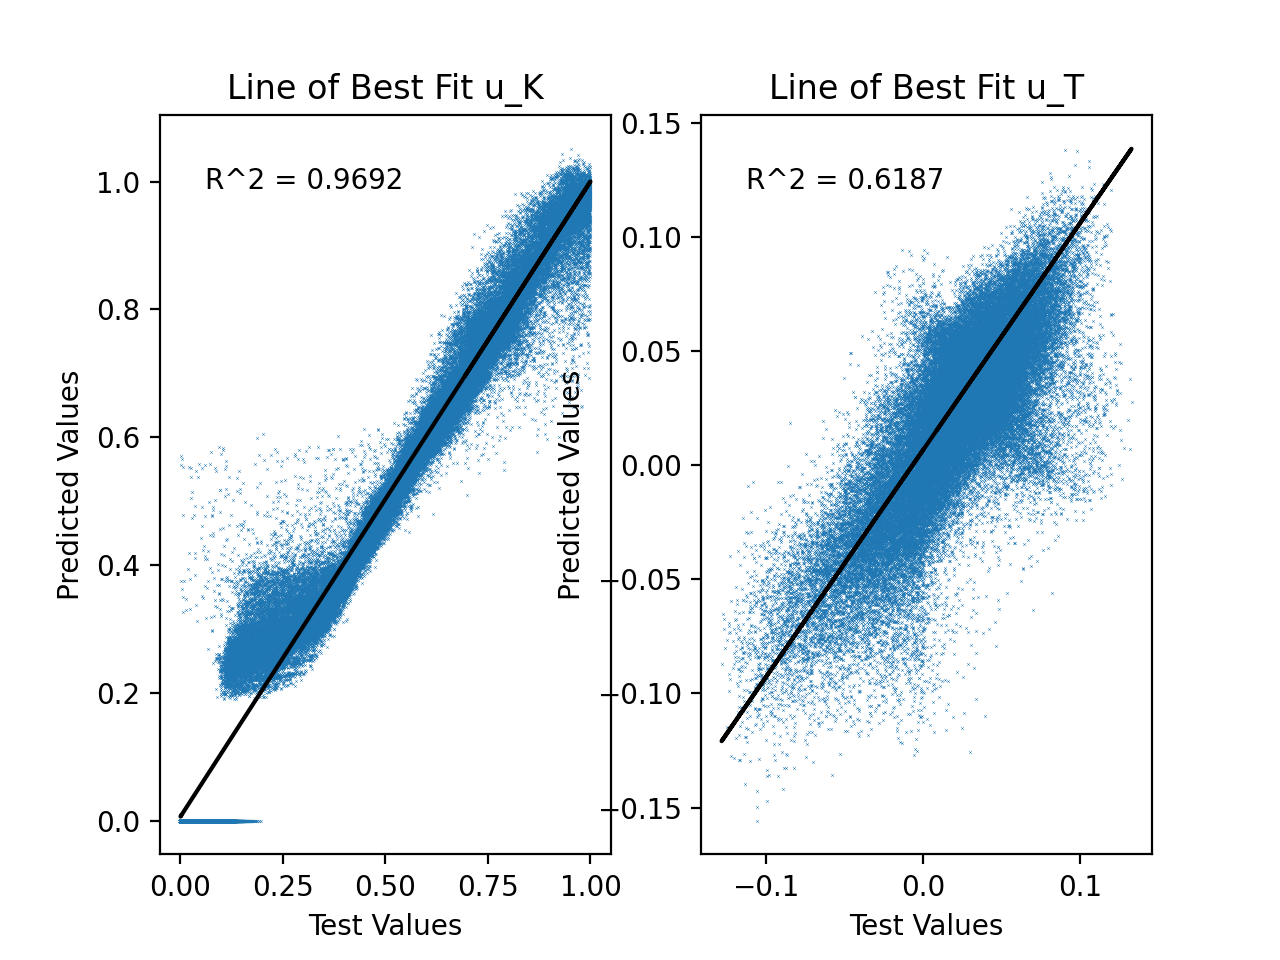 Line of Best Fit u_K
R^2 = 0.9692
Predicted Values
1.0
0.8
0.6
0.4
0.2
0.0
0.00 0.25 0.50 0.75 1.00
Test Values
Line of Best Fit u_T
R^2 = 0.6187
Predicted Values
0.15
0.10
0.05
0.00
−0.05
−0.10
−0.15
−0.1 0.0 0.1
Test Values